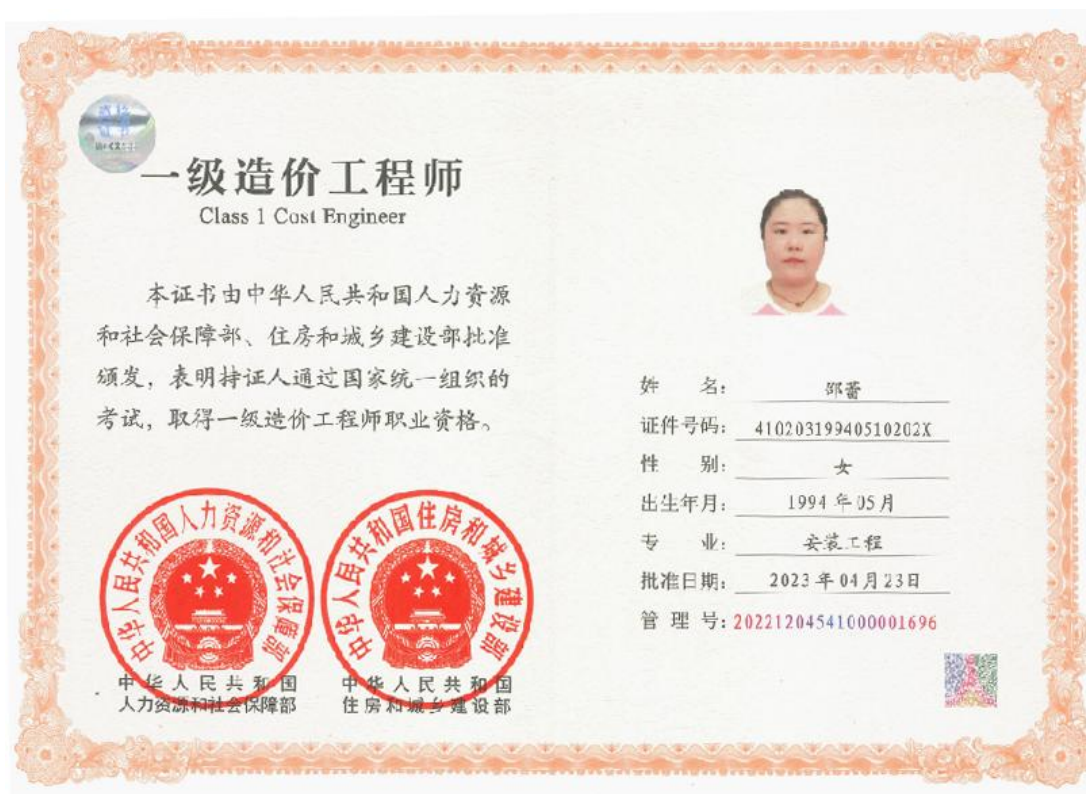 一级造价工程师
Class 1 Cost Engineer
本证书由中华人民共和国人力资源
和社会保障部、住房和城乡建设部批准
颁发，表明持证人通过国家统一组织的
考试，取得一级造价工程师职业资格。
中华人民共和国人力资源和社会保障部
中华人民共和国住房和城乡建设部
中华人民共和国
人力资源和社会保障部
中华人民共和国
住房和城乡建设部
姓 名：邵蕾
证件号码：41020319940510202X
性 别：女
出生年月：1994年05月
专 业：安装工程
批准日期：2023年04月23日
管 理 号：20221204541000001696